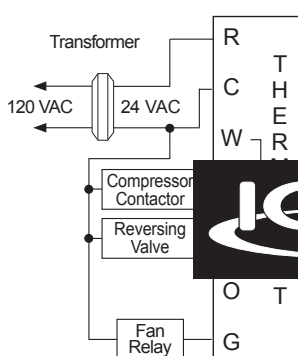 Transformer
R
C
120 VAC
24 VAC
W
T
H
E
R
Compressor
Contactor
Reversing
Valve
O
T
Fan
Relay
G